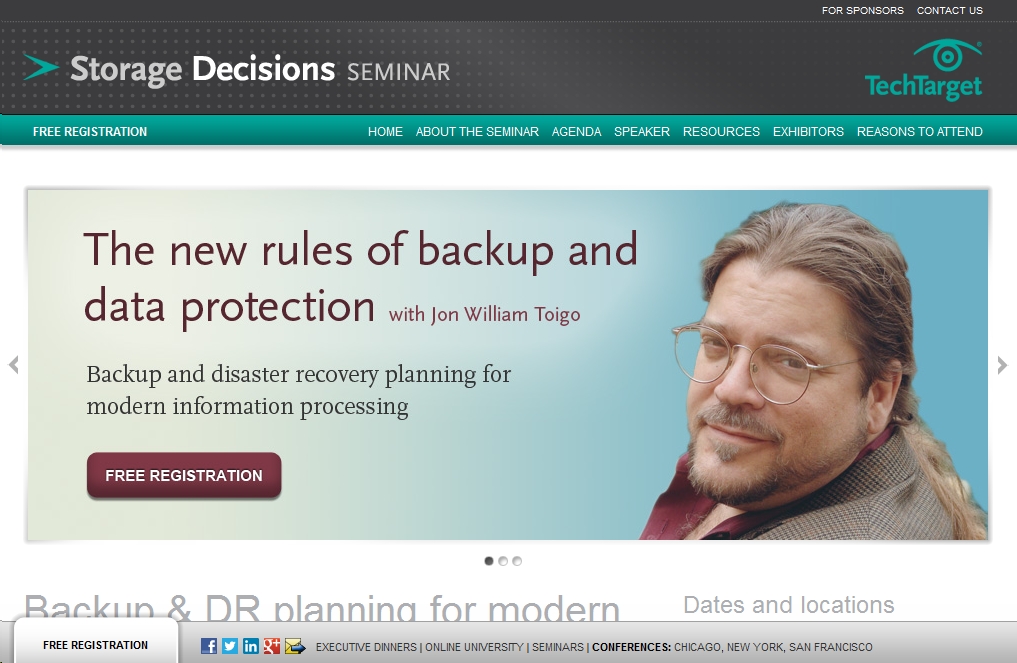 FOR SPONSORS CONTACT US
Storage Decisions SEMINAR
TechTarget
FREE REGISTRATION HOME ABOUT THE SEMINAR AGENDA SPEAKER RESOURCES EXHIBITORS REASONS TO ATTEND
The new rules of backup and
data protection with Jon William Toigo
Backup and disaster recovery planning for
modern information processing
FREE REGISTRATION
Backup & DR planning for modern
Dates and locations
FREE REGISTRATION
EXECUTIVE DINNERS | ONLINE UNIVERSITY | SEMINARS | CONFERENCES: CHICAGO, NEW YORK, SAN FRANCISCO